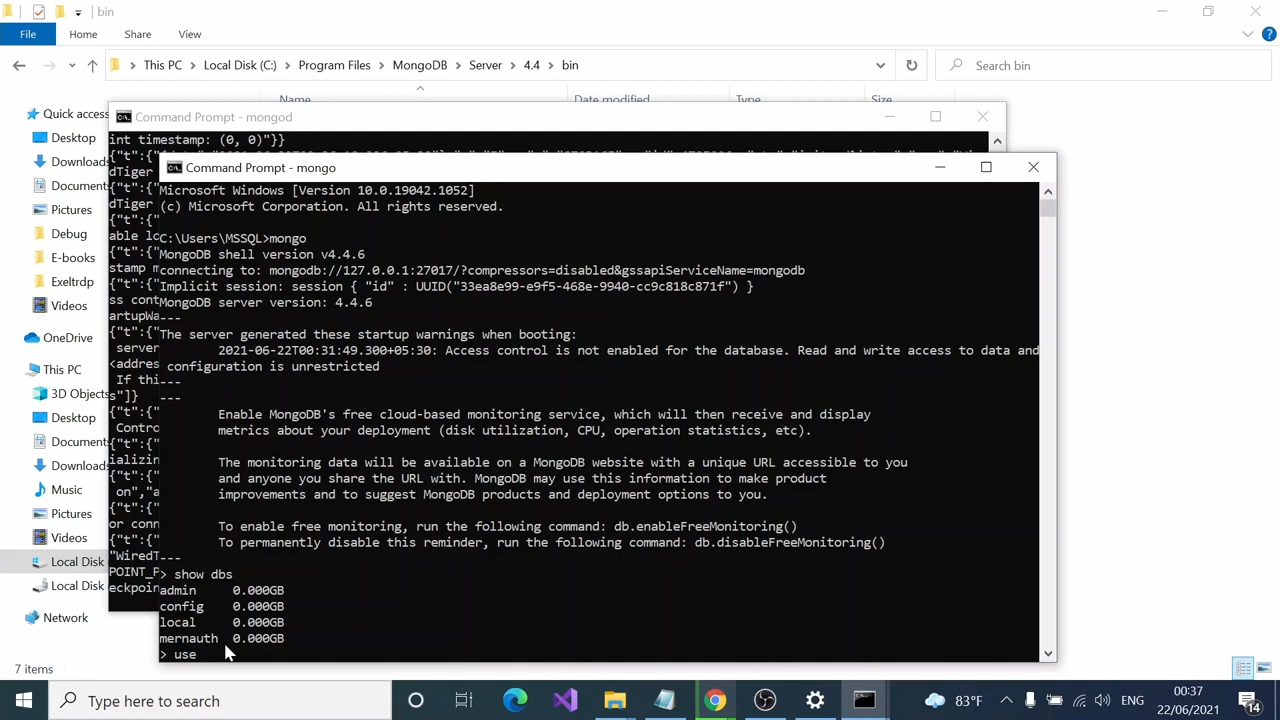 bin
File
Home
Share
View
This PC
Local Disk (C:)
Program Files
MongoDB
Server
4.4
bin
Search bin
Name
Date modified
Type
Size
Quick access
Desktop
Downloads
Documents
Pictures
Debug
E-books
Exeltrdp
Videos
OneDrive
This PC
3D Objects
Desktop
Documents
Downloads
Music
Pictures
Videos
Local Disk
Local Disk
Network
7 items
Command Prompt - mongod
int timestamp: (0, 0)"}}
Command Prompt - mongo
Microsoft Windows [Version 10.0.19042.1052]
(c) Microsoft Corporation. All rights reserved.
C:\Users\MSSQL>mongo
MongoDB shell version v4.4.6
connecting to: mongodb://127.0.0.1:27017/?compressors=disabled&gssapiServiceName=mongodb
Implicit session: session { "id" : UUID("33ea8e99-e9f5-468e-9940-cc9c818c871f") }
MongoDB server version: 4.4.6
---
The server generated these startup warnings when booting:
2021-06-22T00:31:49.300+05:30: Access control is not enabled for the database. Read and write access to data and
configuration is unrestricted
---
---
Enable MongoDB's free cloud-based monitoring service, which will then receive and display
metrics about your deployment (disk utilization, CPU, operation statistics, etc).
The monitoring data will be available on a MongoDB website with a unique URL accessible to you
and anyone you share the URL with. MongoDB may use this information to make product
improvements and to suggest MongoDB products and deployment options to you.
To enable free monitoring, run the following command: db.enableFreeMonitoring()
To permanently disable this reminder, run the following command: db.disableFreeMonitoring()
---
> show dbs
admin 0.000GB
config 0.000GB
local 0.000GB
mernauth 0.000GB
> use
Type here to search
83°F
ENG
00:37
22/06/2021
14